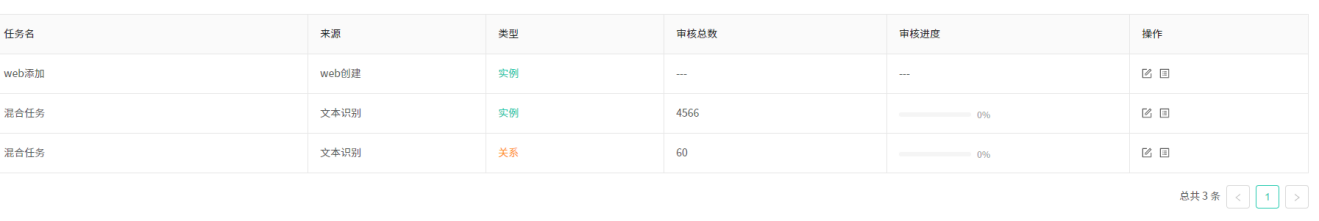 任务名 来源 类型 审核总数 审核进度 操作
web添加 web创建 实例 --- ---
混合任务 文本识别 实例 4566 0%
混合任务 文本识别 关系 60 0%
总共 3 条 < 1 >